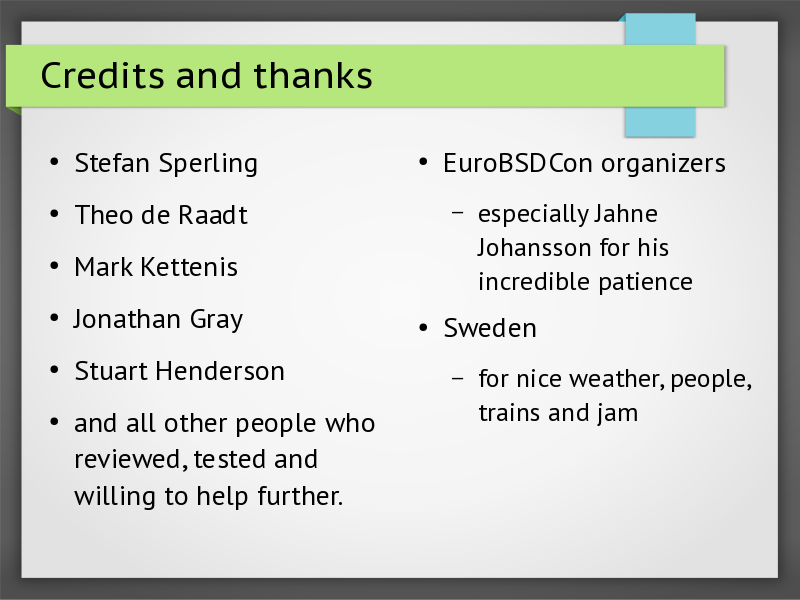 Credits and thanks
• Stefan Sperling
• Theo de Raadt
• Mark Kettenis
• Jonathan Gray
• Stuart Henderson
• and all other people who
reviewed, tested and
willing to help further.
• EuroBSDCon organizers
– especially Jahne
Johansson for his
incredible patience
• Sweden
– for nice weather, people,
trains and jam